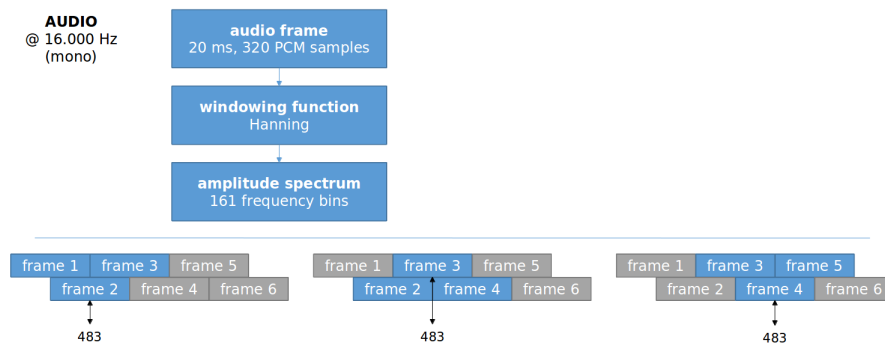 AUDIO
@ 16.000 Hz
(mono)
audio frame
20 ms, 320 PCM samples
windowing function
Hanning
amplitude spectrum
161 frequency bins
frame 1 frame 3 frame 5
frame 2 frame 4 frame 6
483
frame 1 frame 3 frame 5
frame 2 frame 4 frame 6
483
frame 1 frame 3 frame 5
frame 2 frame 4 frame 6
483